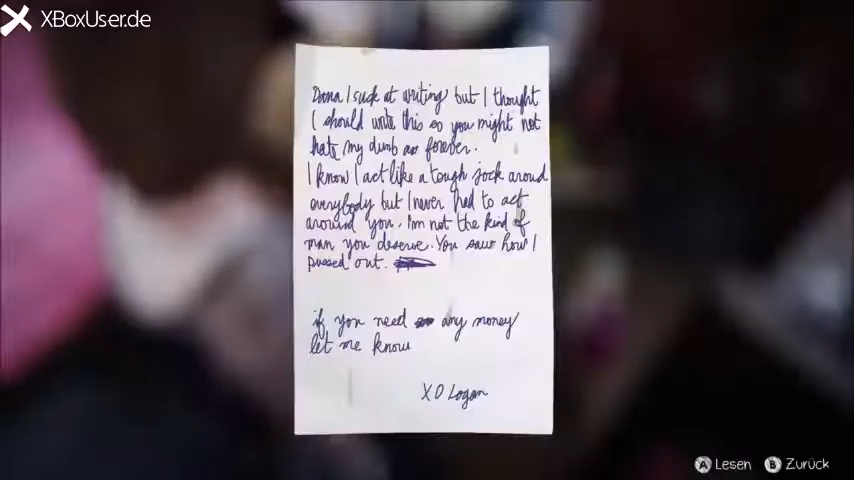 XBoxUser.de
Dana I suck at writing but I thought
I should write this so you might not
hate my dumb ass forever.
I know I act like a tough jock around
everybody but I never had to act
around you. I'm not the kind of
man you deserve. You saw how I
pussed out.
if you need any money
let me know
XO Logan
A Lesen B Zurück